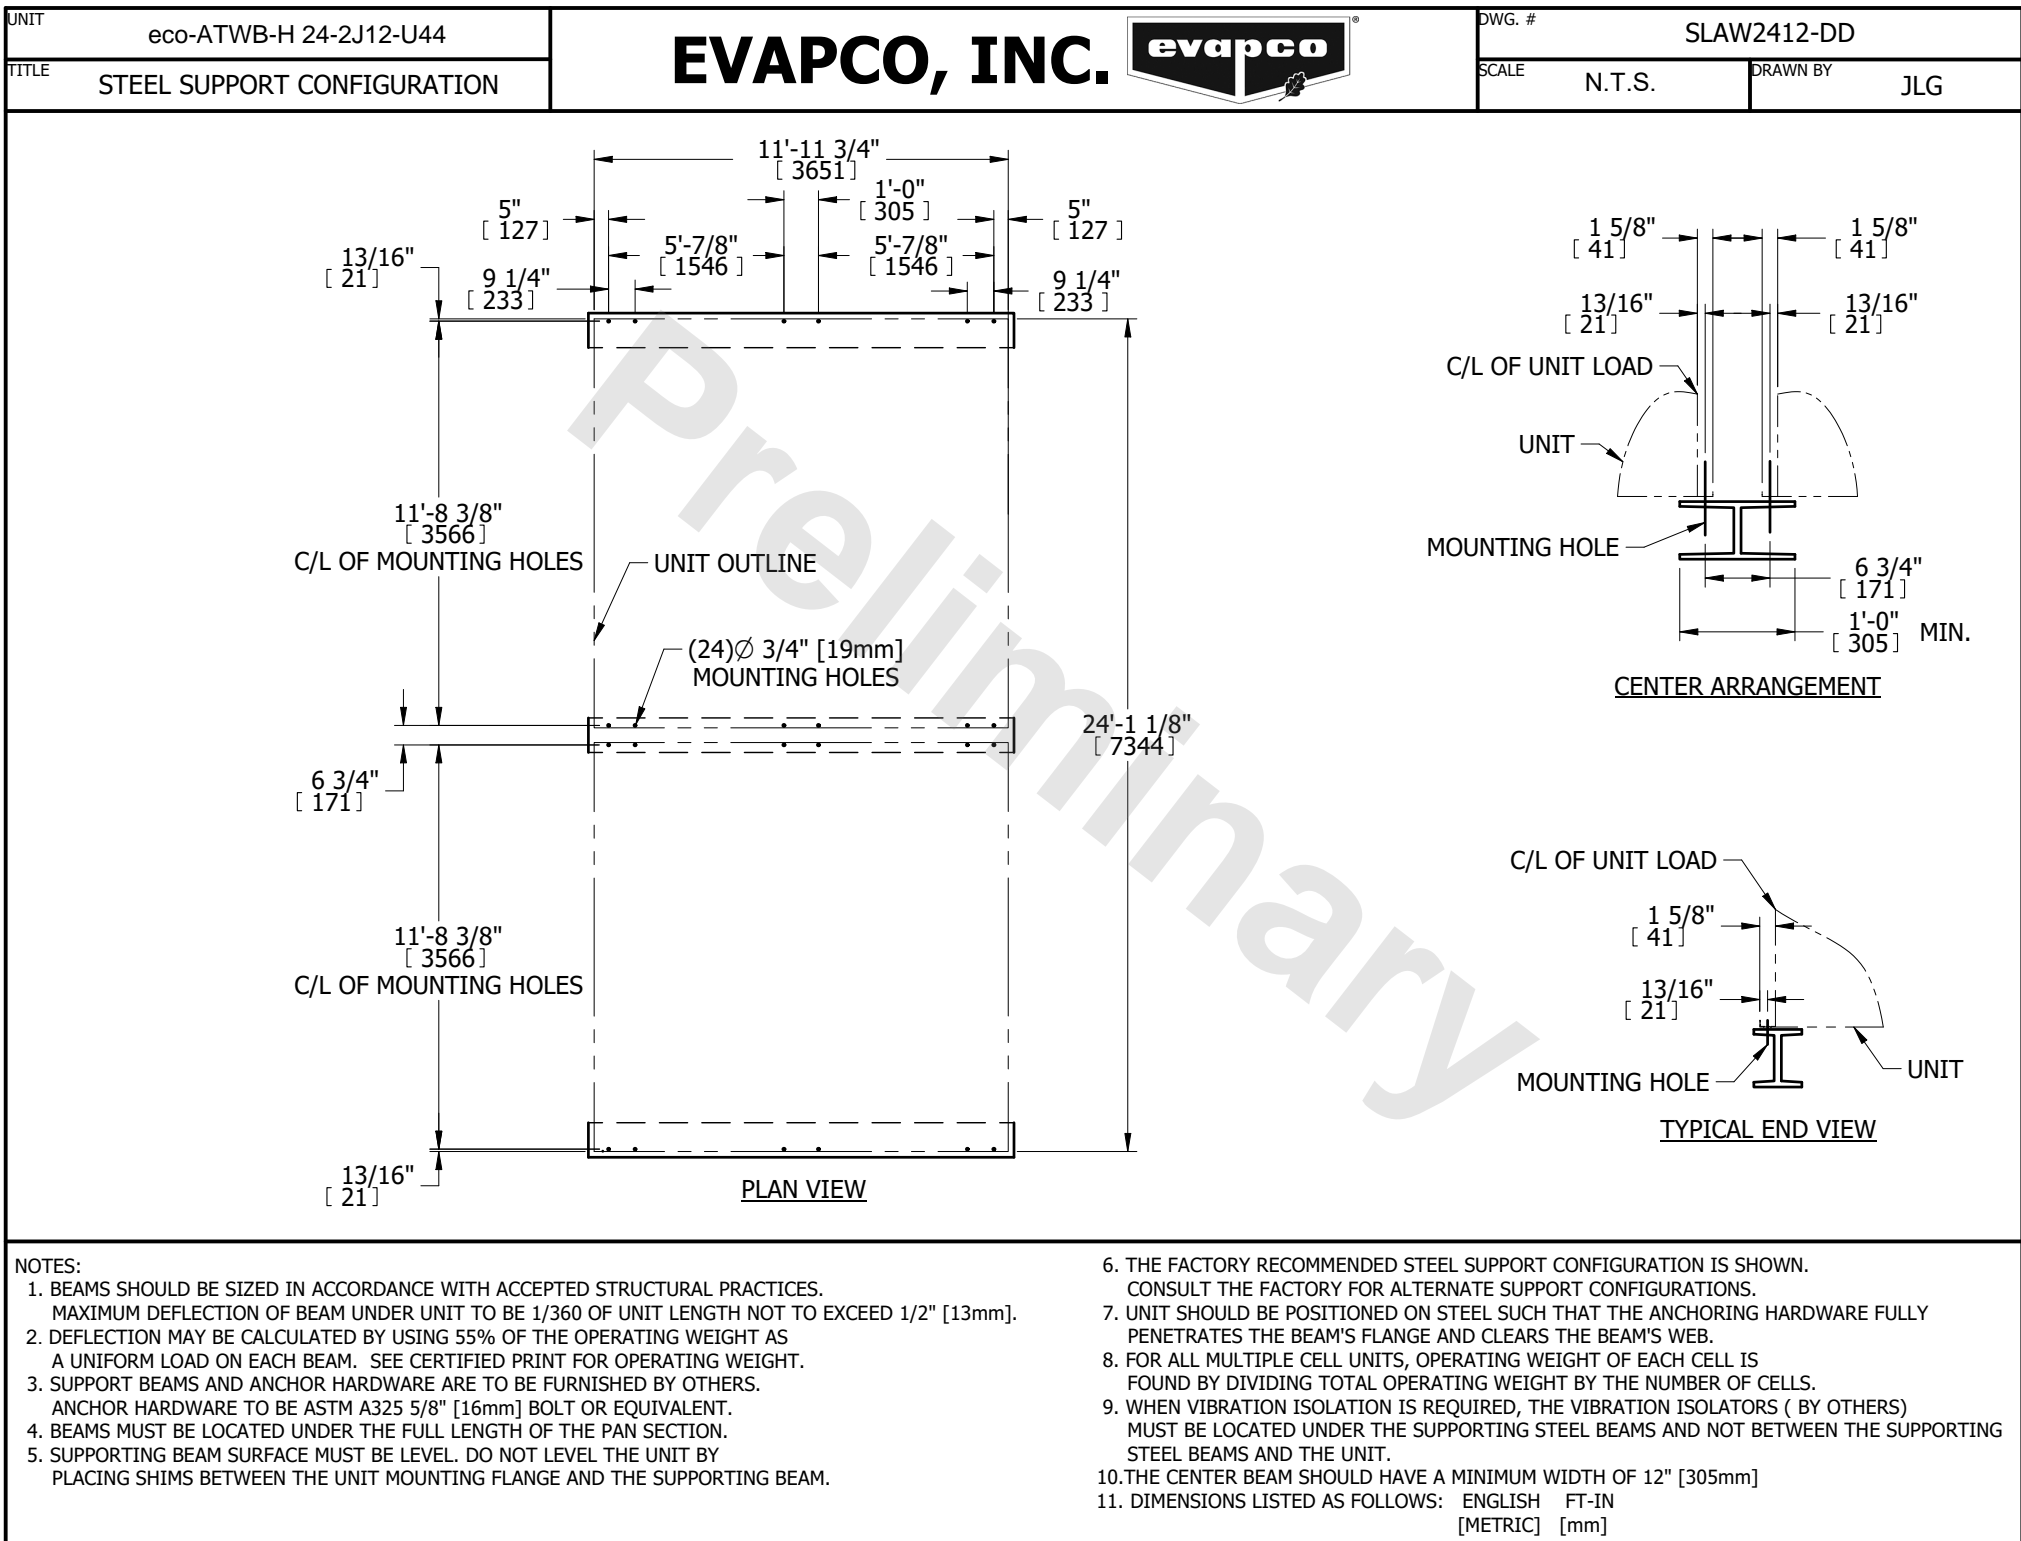 UNIT
eco-ATWB-H 24-2J12-U44
TITLE
STEEL SUPPORT CONFIGURATION
EVAPCO, INC.
evapco
®
DWG. #
SLAW2412-DD
SCALE
N.T.S.
DRAWN BY
JLG
11'-11 3/4"
[ 3651 ]
1'-0"
[ 305 ]
5"
[ 127 ]
5"
[ 127 ]
5'-7/8"
[ 1546 ]
5'-7/8"
[ 1546 ]
13/16"
[ 21 ]
9 1/4"
[ 233 ]
9 1/4"
[ 233 ]
11'-8 3/8"
[ 3566 ]
C/L OF MOUNTING HOLES
UNIT OUTLINE
(24)∅ 3/4" [19mm]
MOUNTING HOLES
6 3/4"
[ 171 ]
24'-1 1/8"
[ 7344 ]
11'-8 3/8"
[ 3566 ]
C/L OF MOUNTING HOLES
13/16"
[ 21 ]
PLAN VIEW
Preliminary
1 5/8"
[ 41 ]
1 5/8"
[ 41 ]
13/16"
[ 21 ]
13/16"
[ 21 ]
C/L OF UNIT LOAD
UNIT
MOUNTING HOLE
6 3/4"
[ 171 ]
1'-0"
[ 305 ] MIN.
CENTER ARRANGEMENT
C/L OF UNIT LOAD
1 5/8"
[ 41 ]
13/16"
[ 21 ]
MOUNTING HOLE
UNIT
TYPICAL END VIEW
NOTES:
1. BEAMS SHOULD BE SIZED IN ACCORDANCE WITH ACCEPTED STRUCTURAL PRACTICES.
MAXIMUM DEFLECTION OF BEAM UNDER UNIT TO BE 1/360 OF UNIT LENGTH NOT TO EXCEED 1/2" [13mm].
2. DEFLECTION MAY BE CALCULATED BY USING 55% OF THE OPERATING WEIGHT AS
A UNIFORM LOAD ON EACH BEAM. SEE CERTIFIED PRINT FOR OPERATING WEIGHT.
3. SUPPORT BEAMS AND ANCHOR HARDWARE ARE TO BE FURNISHED BY OTHERS.
ANCHOR HARDWARE TO BE ASTM A325 5/8" [16mm] BOLT OR EQUIVALENT.
4. BEAMS MUST BE LOCATED UNDER THE FULL LENGTH OF THE PAN SECTION.
5. SUPPORTING BEAM SURFACE MUST BE LEVEL. DO NOT LEVEL THE UNIT BY
PLACING SHIMS BETWEEN THE UNIT MOUNTING FLANGE AND THE SUPPORTING BEAM.
6. THE FACTORY RECOMMENDED STEEL SUPPORT CONFIGURATION IS SHOWN.
CONSULT THE FACTORY FOR ALTERNATE SUPPORT CONFIGURATIONS.
7. UNIT SHOULD BE POSITIONED ON STEEL SUCH THAT THE ANCHORING HARDWARE FULLY
PENETRATES THE BEAM'S FLANGE AND CLEARS THE BEAM'S WEB.
8. FOR ALL MULTIPLE CELL UNITS, OPERATING WEIGHT OF EACH CELL IS
FOUND BY DIVIDING TOTAL OPERATING WEIGHT BY THE NUMBER OF CELLS.
9. WHEN VIBRATION ISOLATION IS REQUIRED, THE VIBRATION ISOLATORS ( BY OTHERS)
MUST BE LOCATED UNDER THE SUPPORTING STEEL BEAMS AND NOT BETWEEN THE SUPPORTING
STEEL BEAMS AND THE UNIT.
10.THE CENTER BEAM SHOULD HAVE A MINIMUM WIDTH OF 12" [305mm]
11. DIMENSIONS LISTED AS FOLLOWS: ENGLISH FT-IN
[METRIC] [mm]